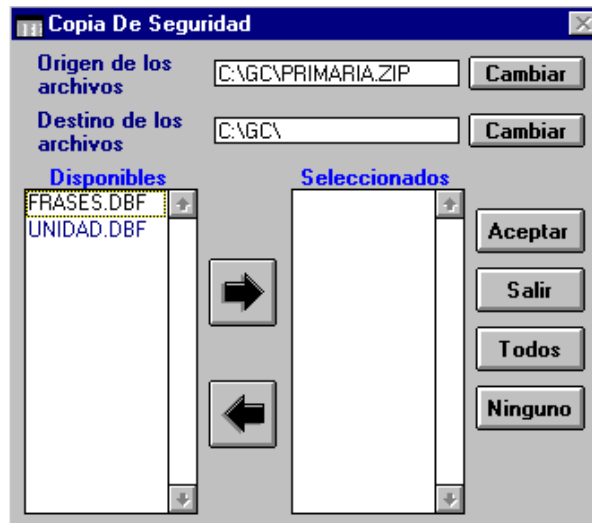 Copia De Seguridad
Origen de los
archivos
C:\GC\PRIMARIA.ZIP
Cambiar
Destino de los
archivos
C:\GC\
Cambiar
Disponibles
Seleccionados
FRASES.DBF
UNIDAD.DBF
Aceptar
Salir
Todos
Ninguno